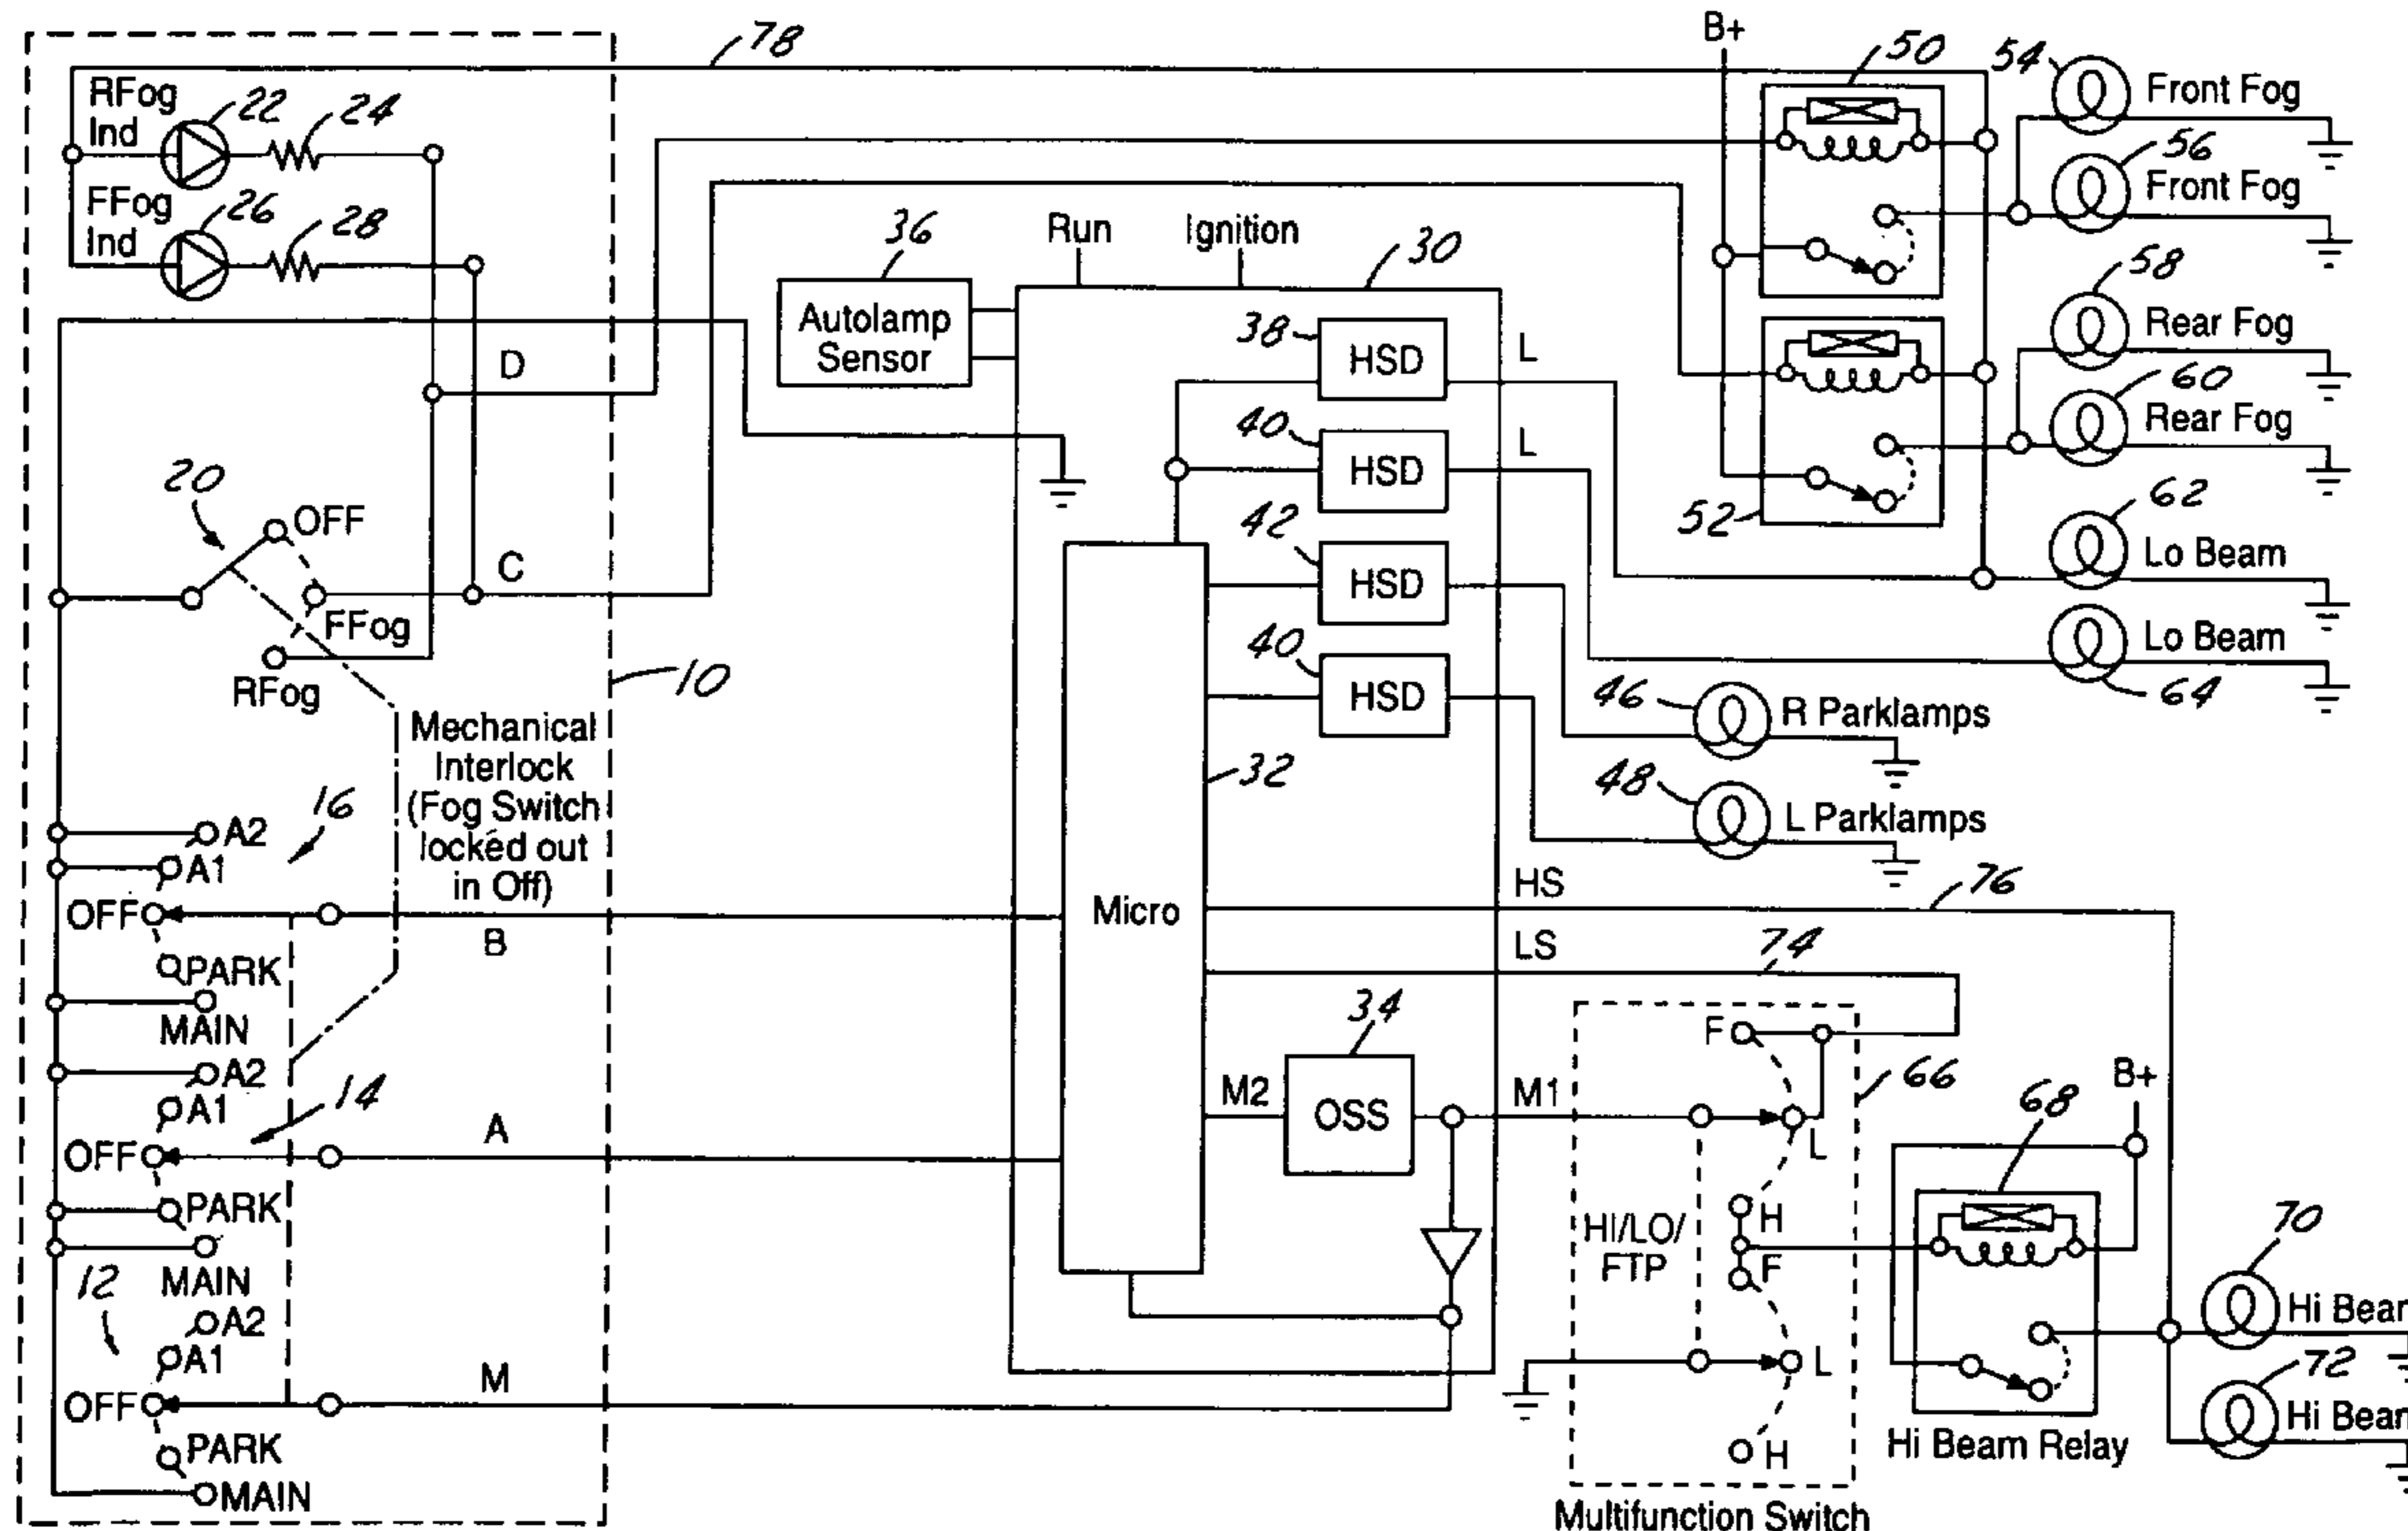 78
B+
50
54
Front Fog
RFog
Ind
22
24
56
Front Fog
FFog
Ind
26
28
36
Run
Ignition
30
58
Rear Fog
Autolamp
Sensor
38
HSD
L
60
Rear Fog
D
40
HSD
L
20
OFF
42
HSD
52
62
Lo Beam
C
FFog
RFog
10
40
HSD
Lo Beam
64
46
R Parklamps
Mechanical
Interlock
(Fog Switch
locked out
in Off)
32
48
L Parklamps
16
A2
A1
OFF
B
PARK
MAIN
Micro
HS
76
LS
74
34
F
A2
A1
14
OFF
A
PARK
MAIN
M2
OSS
M1
L
66
68
B+
HI/LO/
FTP
H
F
70
Hi Bear
12
A2
A1
OFF
M
PARK
MAIN
L
H
72
Hi Bear
Hi Beam Relay
Multifunction Switch